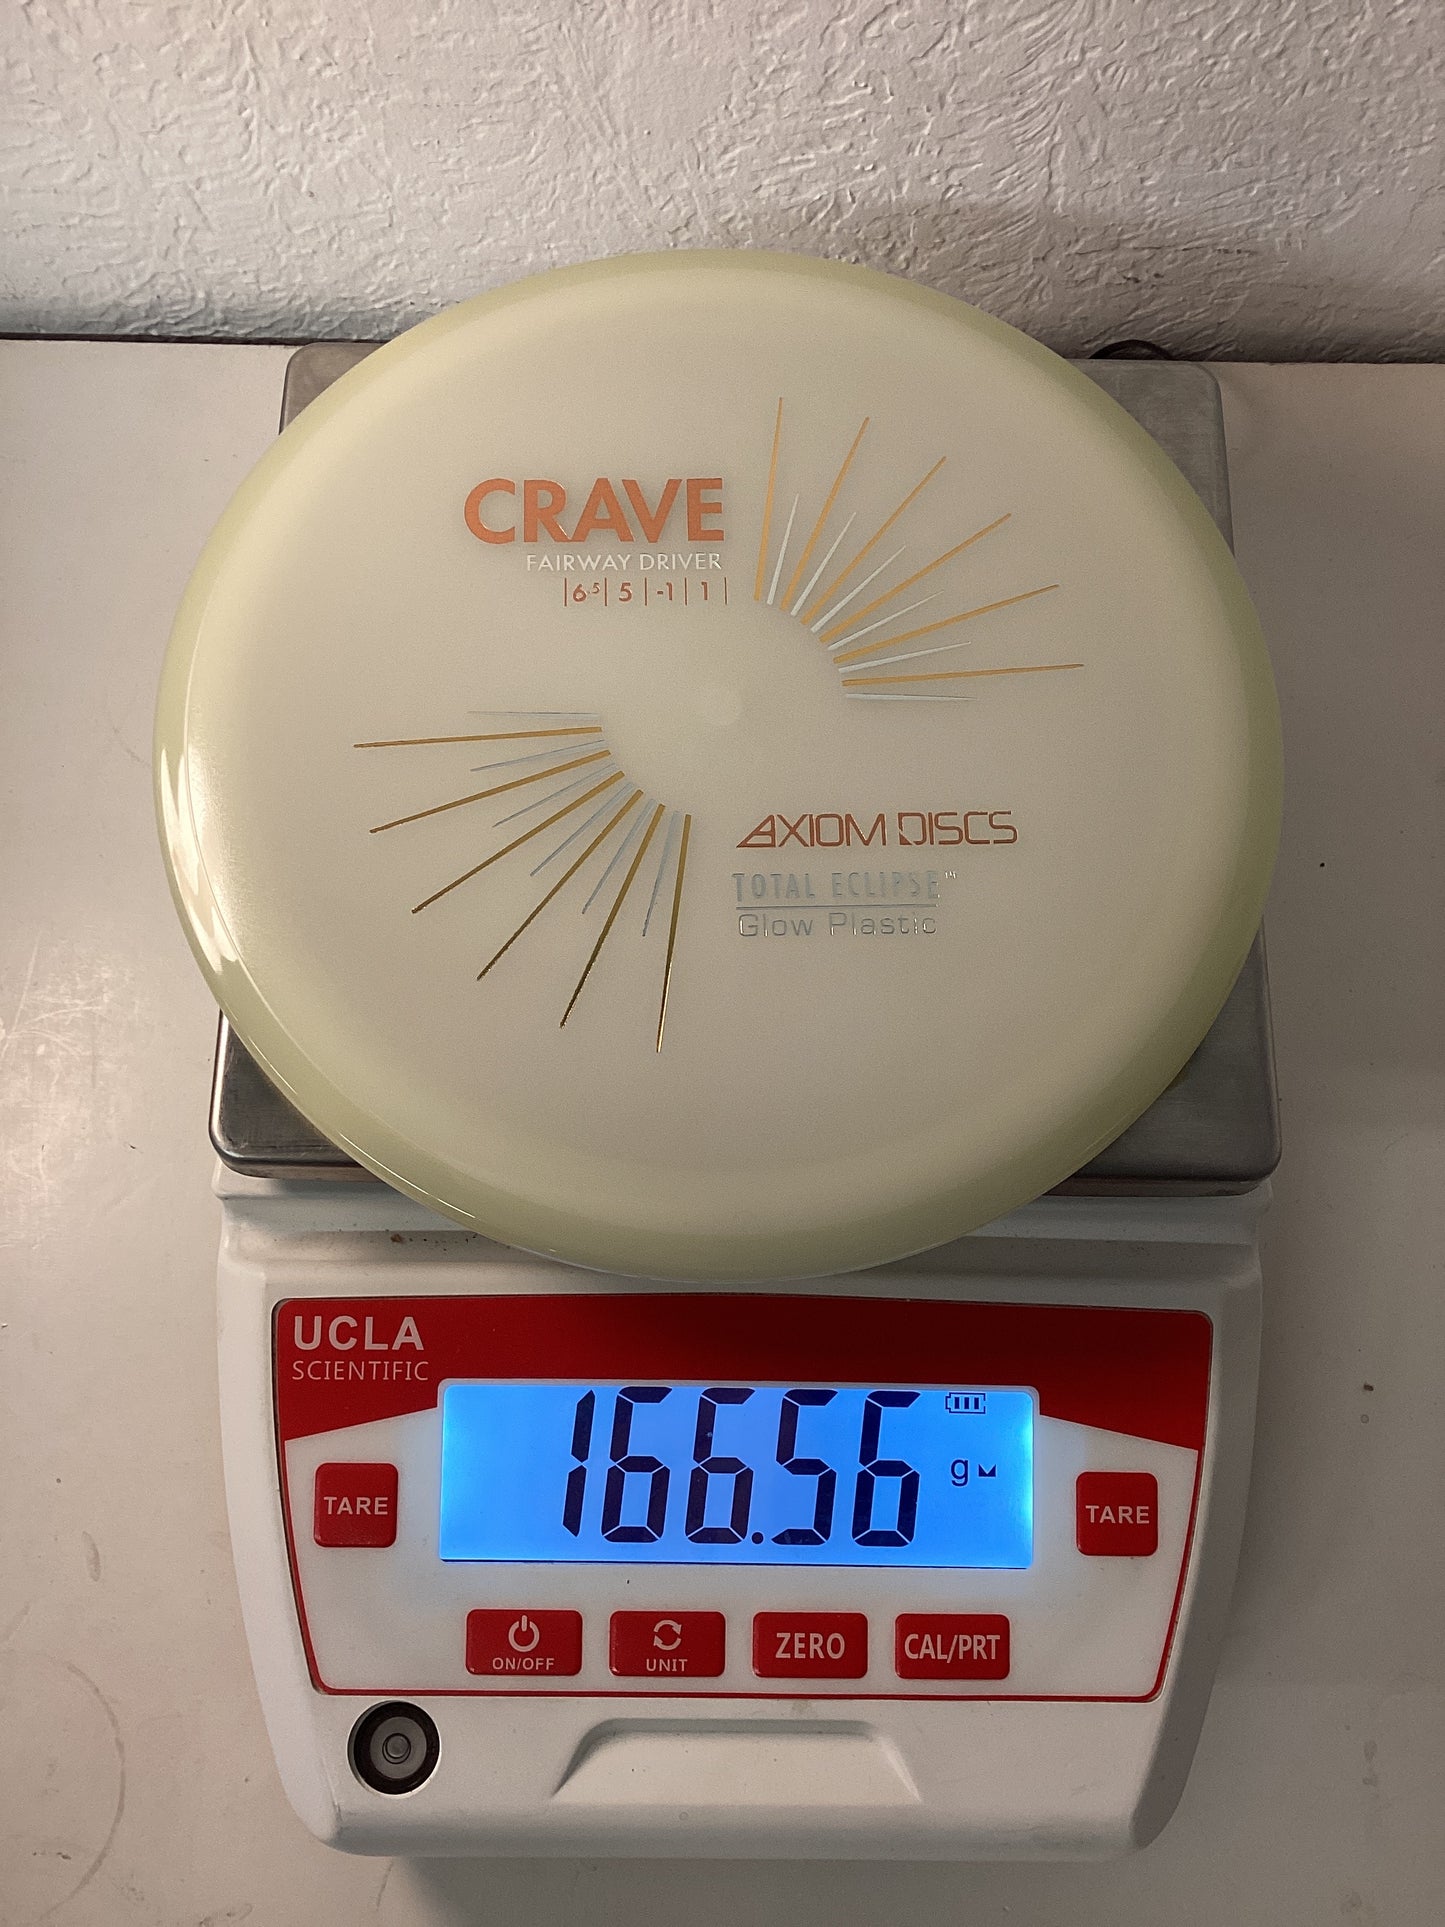 CRAVE
FAIRWAY DRIVER
|6.5| 5 |-1| 1 |
AXIOM DISCS
TOTAL ECLIPSE™
Glow Plastic
UCLA
SCIENTIFIC
166.56 g
TARE
TARE
ON/OFF
UNIT
ZERO
CAL/PRT